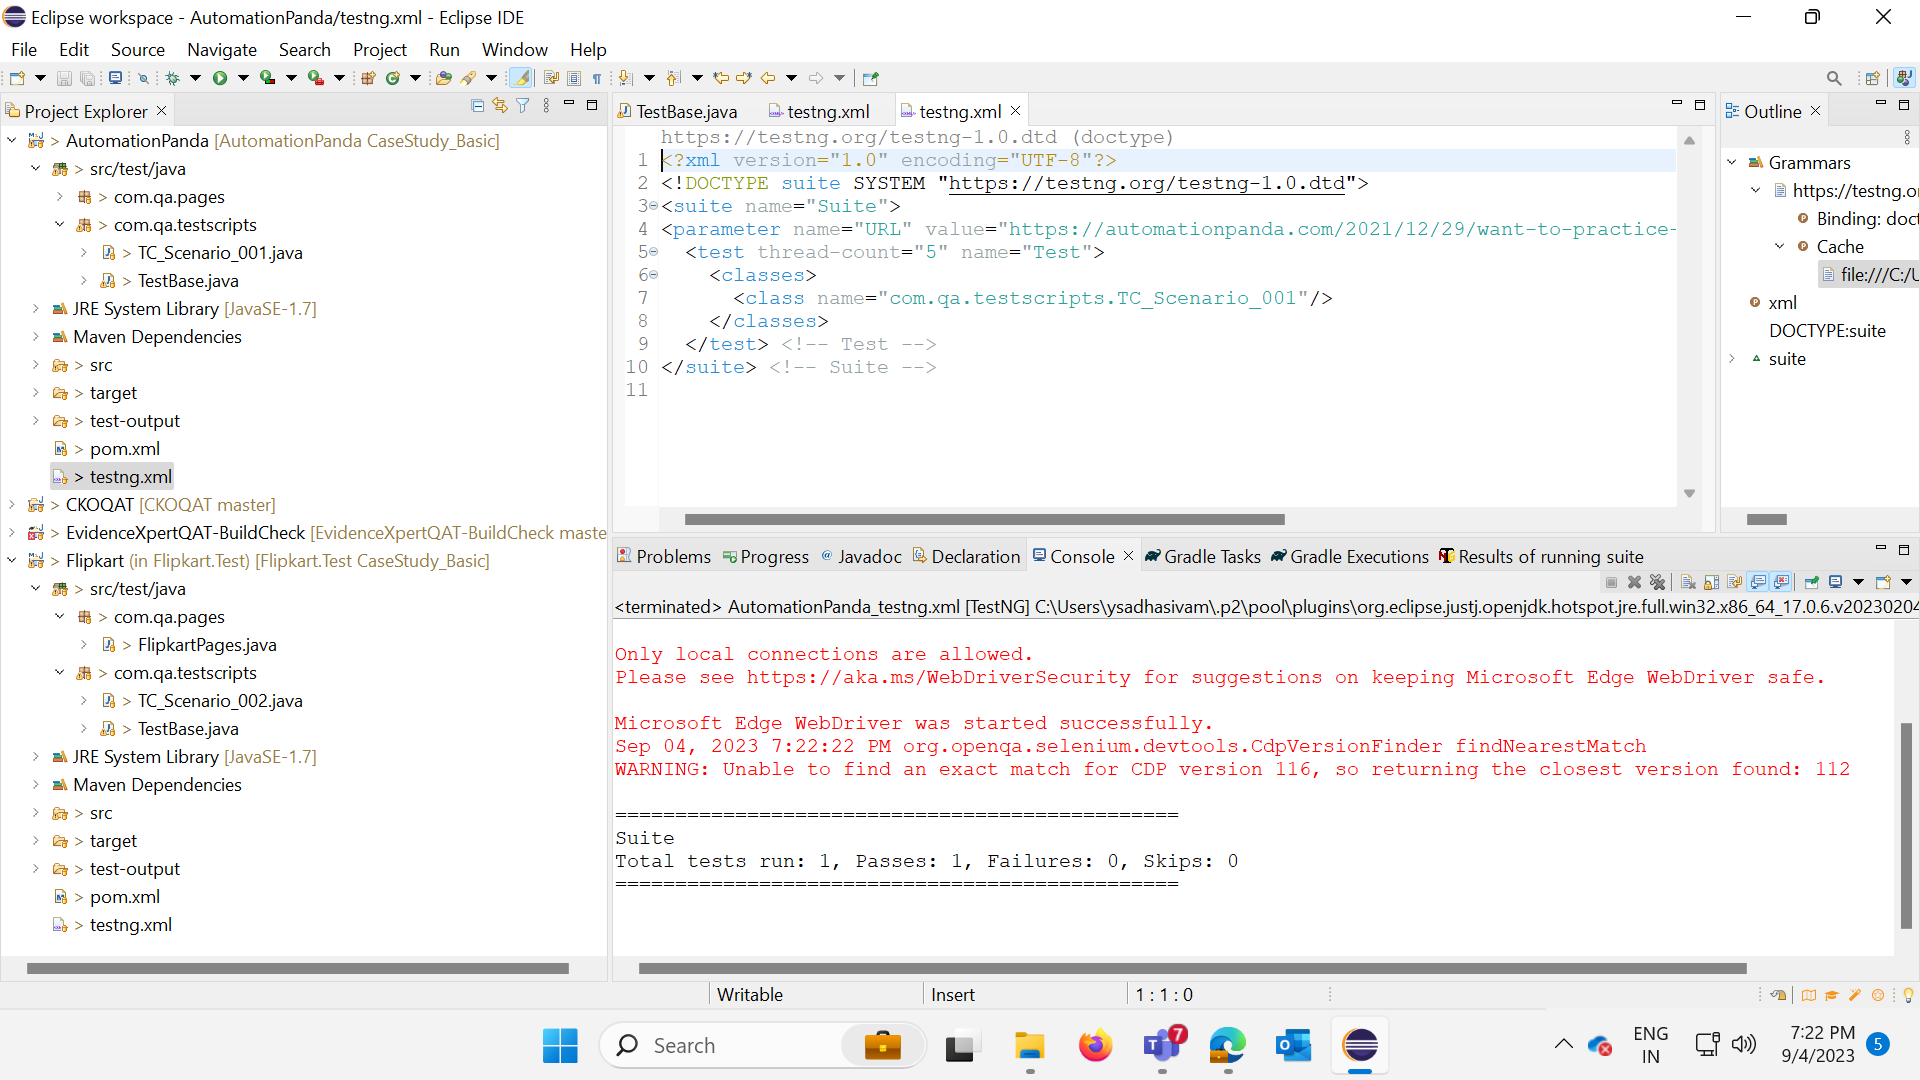 Eclipse workspace - AutomationPanda/testng.xml - Eclipse IDE
File Edit Source Navigate Search Project Run Window Help
Project Explorer
> AutomationPanda [AutomationPanda CaseStudy_Basic]
> src/test/java
> com.qa.pages
> com.qa.testscripts
> TC_Scenario_001.java
> TestBase.java
JRE System Library [JavaSE-1.7]
Maven Dependencies
> src
> target
> test-output
> pom.xml
> testng.xml
> CKOQAT [CKOQAT master]
> EvidenceXpertQAT-BuildCheck [EvidenceXpertQAT-BuildCheck maste
> Flipkart (in Flipkart.Test) [Flipkart.Test CaseStudy_Basic]
> src/test/java
> com.qa.pages
> FlipkartPages.java
> com.qa.testscripts
> TC_Scenario_002.java
> TestBase.java
JRE System Library [JavaSE-1.7]
Maven Dependencies
> src
> target
> test-output
> pom.xml
> testng.xml
TestBase.java testng.xml testng.xml
https://testng.org/testng-1.0.dtd (doctype)
1 <?xml version="1.0" encoding="UTF-8"?>
2 <!DOCTYPE suite SYSTEM "https://testng.org/testng-1.0.dtd">
3 <suite name="Suite">
4 <parameter name="URL" value="https://automationpanda.com/2021/12/29/want-to-practice-
5 <test thread-count="5" name="Test">
6 <classes>
7 <class name="com.qa.testscripts.TC_Scenario_001"/>
8 </classes>
9 </test> <!-- Test -->
10 </suite> <!-- Suite -->
11
Outline
Grammars
https://testng.o
Binding: doct
Cache
file:///C:/U
xml
DOCTYPE:suite
suite
Problems Progress Javadoc Declaration Console Gradle Tasks Gradle Executions Results of running suite
<terminated> AutomationPanda_testng.xml [TestNG] C:\Users\ysadhasivam\.p2\pool\plugins\org.eclipse.justj.openjdk.hotspot.jre.full.win32.x86_64_17.0.6.v20230204
Only local connections are allowed.
Please see https://aka.ms/WebDriverSecurity for suggestions on keeping Microsoft Edge WebDriver safe.
Microsoft Edge WebDriver was started successfully.
Sep 04, 2023 7:22:22 PM org.openqa.selenium.devtools.CdpVersionFinder findNearestMatch
WARNING: Unable to find an exact match for CDP version 116, so returning the closest version found: 112
===============================================
Suite
Total tests run: 1, Passes: 1, Failures: 0, Skips: 0
===============================================
Writable Insert 1 : 1 : 0
Search
7
ENG
IN
7:22 PM
9/4/2023
5